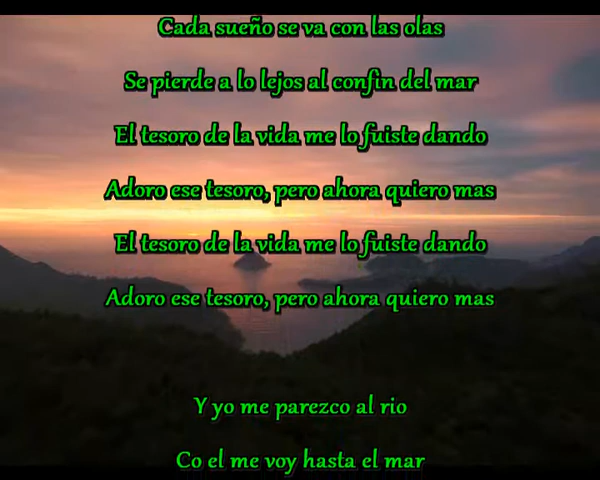 Cada sueño se va con las olas
Se pierde a lo lejos al confin del mar
El tesoro de la vida me lo fuiste dando
Adoro ese tesoro, pero ahora quiero mas
El tesoro de la vida me lo fuiste dando
Adoro ese tesoro, pero ahora quiero mas
Y yo me parezco al rio
Co el me voy hasta el mar